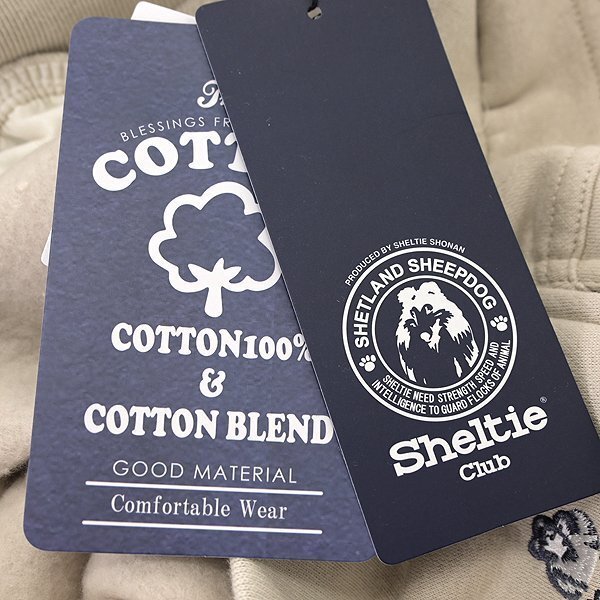 BLESSINGS
COTT
COTTON100%
&
COTTON BLEND
GOOD MATERIAL
Comfortable Wear
PRODUCED BY SHELTIE SHONAN
SHETLAND SHEEPDOG
SHELTIE NEED STRENGTH SPEED AND
INTELLIGENCE TO GUARD FLOCKS OF ANIMAL
Sheltie®
Club